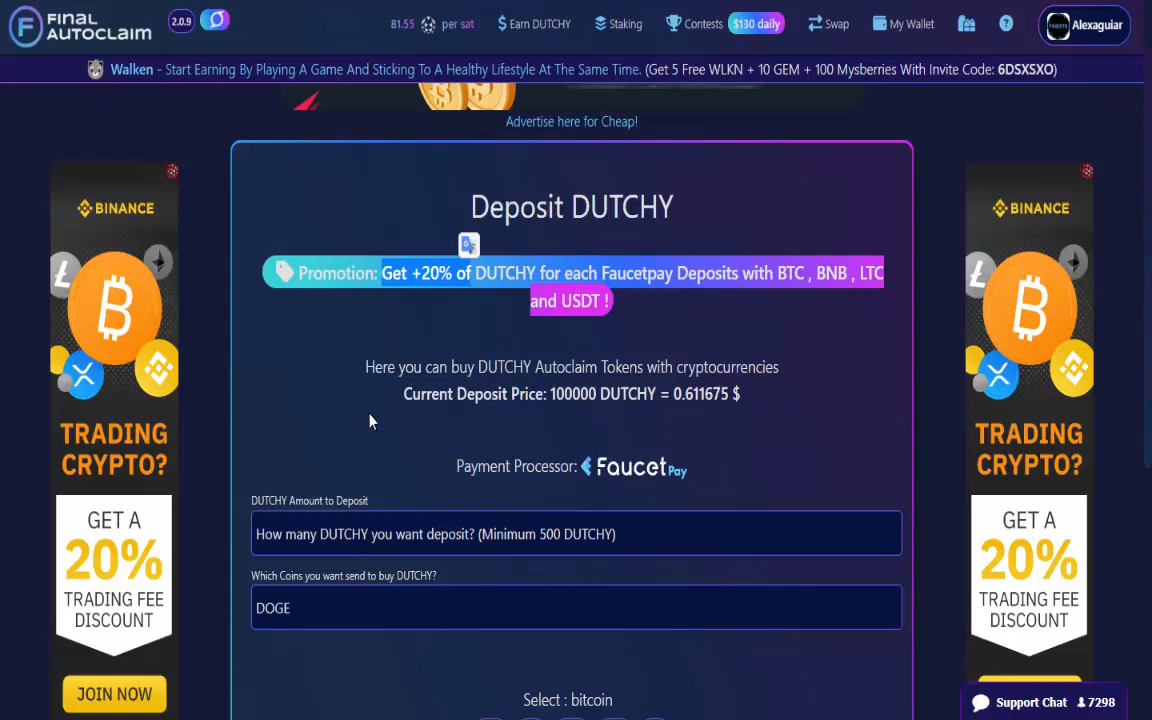 FINAL
AUTOCLAIM
2.0.9
81.55 per sat
Earn DUTCHY
Staking
Contests $130 daily
Swap
My Wallet
?
Alexaguiar
Walken - Start Earning By Playing A Game And Sticking To A Healthy Lifestyle At The Same Time. (Get 5 Free WLKN + 10 GEM + 100 Mysberries With Invite Code: 6DSXSXO)
Advertise here for Cheap!
BINANCE
TRADING
CRYPTO?
GET A
20%
TRADING FEE
DISCOUNT
JOIN NOW
Deposit DUTCHY
Promotion: Get +20% of DUTCHY for each Faucetpay Deposits with BTC , BNB , LTC
and USDT !
Here you can buy DUTCHY Autoclaim Tokens with cryptocurrencies
Current Deposit Price: 100000 DUTCHY = 0.611675 $
Payment Processor: FaucetPay
DUTCHY Amount to Deposit
How many DUTCHY you want deposit? (Minimum 500 DUTCHY)
Which Coins you want send to buy DUTCHY?
DOGE
Select : bitcoin
BINANCE
TRADING
CRYPTO?
GET A
20%
TRADING FEE
DISCOUNT
Support Chat 7298